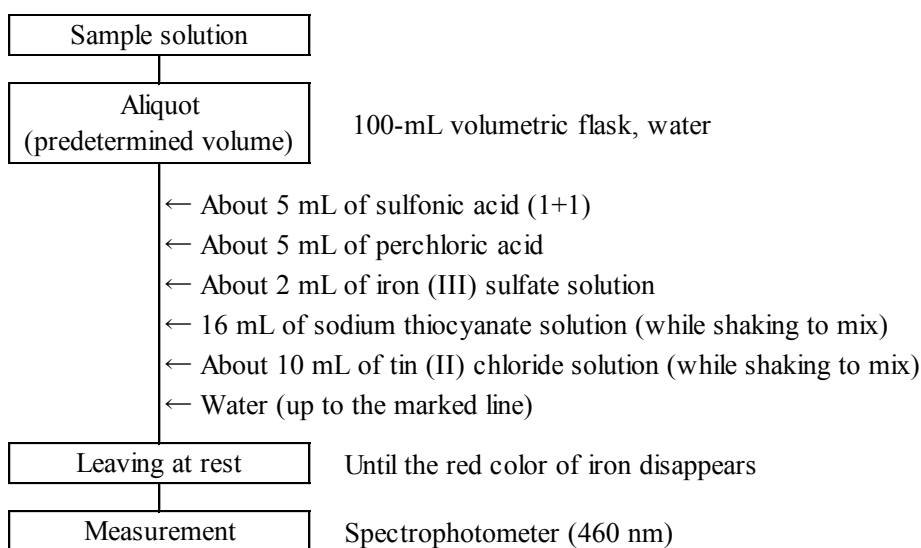 Sample solution
Aliquot
(predetermined volume)
100-mL volumetric flask, water
← About 5 mL of sulfonic acid (1+1)
← About 5 mL of perchloric acid
← About 2 mL of iron (III) sulfate solution
← 16 mL of sodium thiocyanate solution (while shaking to mix)
← About 10 mL of tin (II) chloride solution (while shaking to mix)
← Water (up to the marked line)
Leaving at rest
Until the red color of iron disappears
Measurement
Spectrophotometer (460 nm)